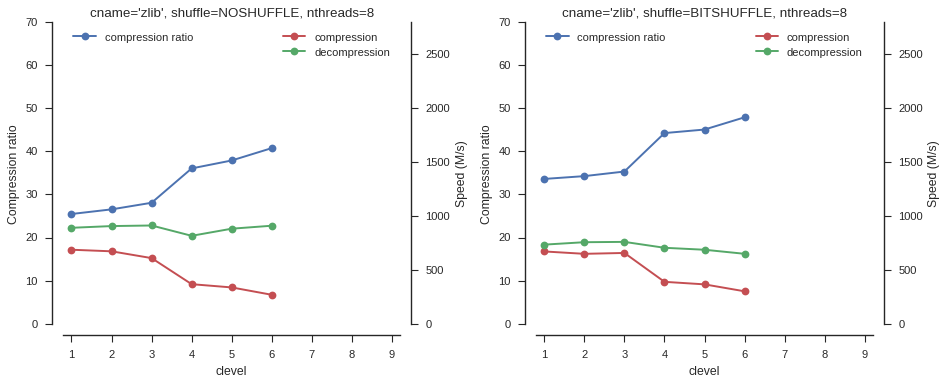 cname='zlib', shuffle=NOSHUFFLE, nthreads=8
compression ratio
compression
decompression
Compression ratio
70
60
50
40
30
20
10
0
2500
2000
1500
1000
500
0
Speed (M/s)
1 2 3 4 5 6 7 8 9
clevel
cname='zlib', shuffle=BITSHUFFLE, nthreads=8
compression ratio
compression
decompression
Compression ratio
70
60
50
40
30
20
10
0
2500
2000
1500
1000
500
0
Speed (M/s)
1 2 3 4 5 6 7 8 9
clevel